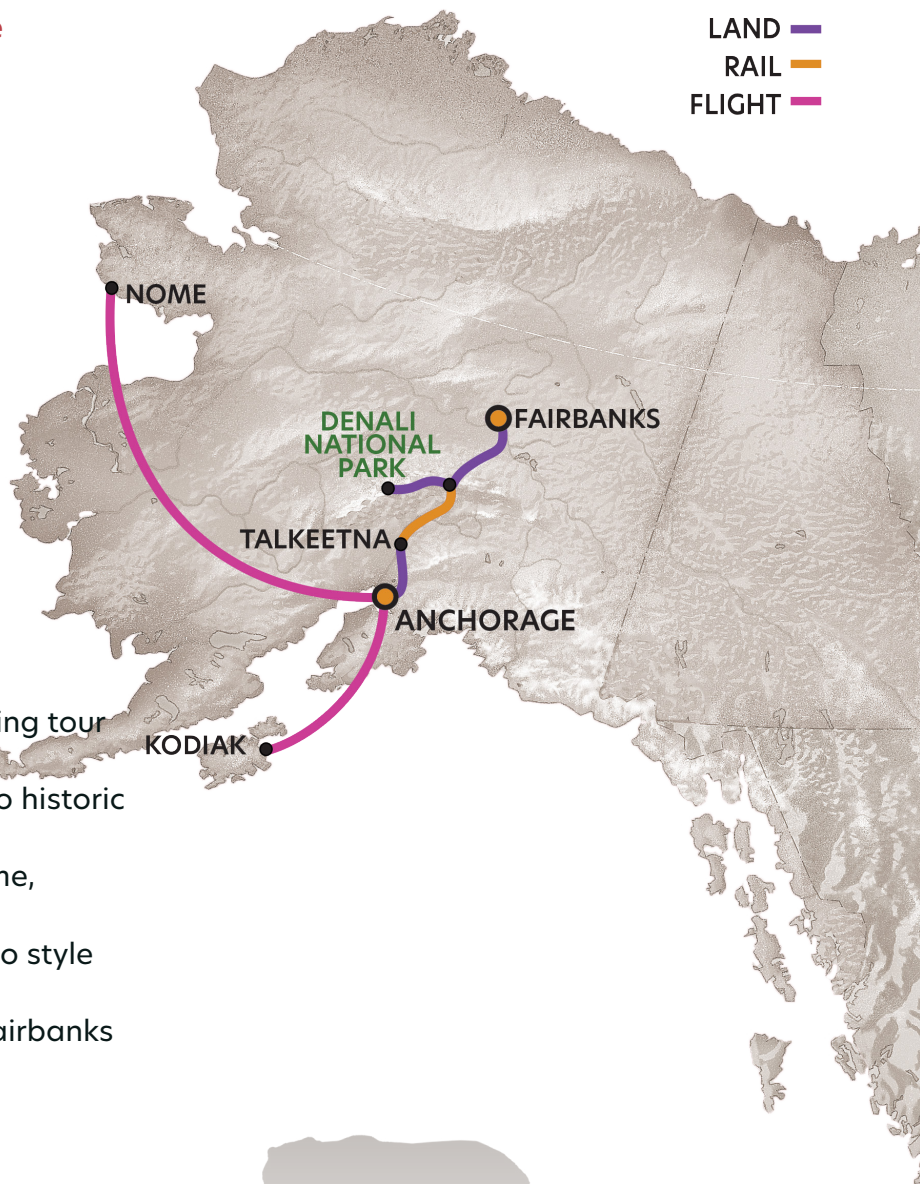 LAND
RAIL
FLIGHT
NOME
FAIRBANKS
DENALI
NATIONAL
PARK
TALKEETNA
ANCHORAGE
KODIAK
ing tour
o historic
ne,
o style
airbanks